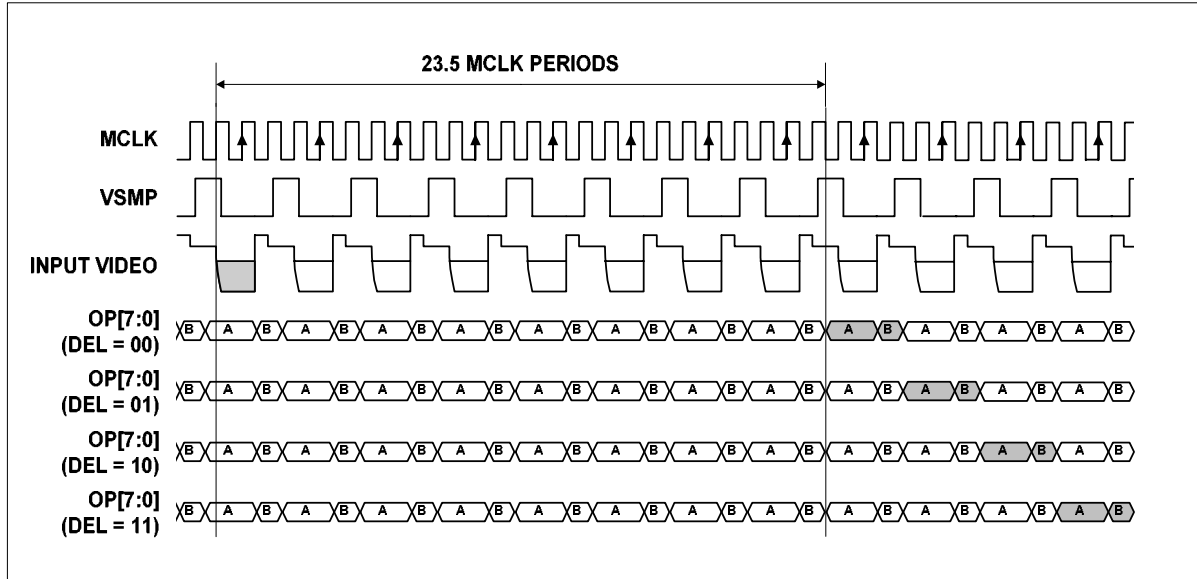 23.5 MCLK PERIODS
MCLK
VSMP
INPUT VIDEO
OP[7:0]
(DEL = 00)
B A B A B A B A B A B A B A B A B A B A B A B A B
OP[7:0]
(DEL = 01)
B A B A B A B A B A B A B A B A B A B A B A B A B
OP[7:0]
(DEL = 10)
B A B A B A B A B A B A B A B A B A B A B A B A B
OP[7:0]
(DEL = 11)
B A B A B A B A B A B A B A B A B A B A B A B A B